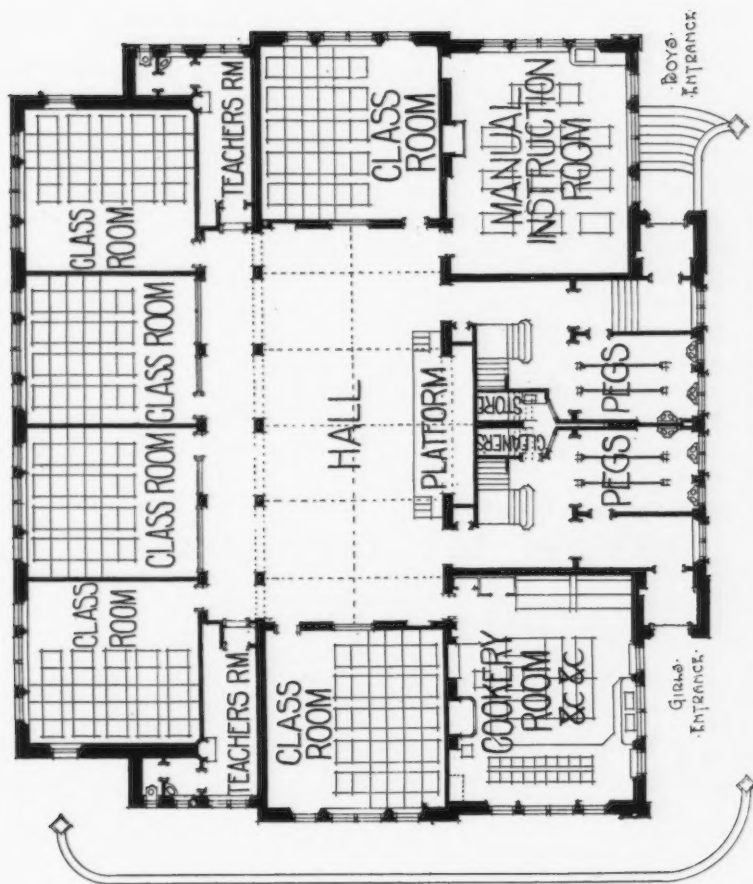 CLASS
ROOM
CLASS ROOM
CLASS ROOM
CLASS
ROOM
TEACHERS RM
TEACHERS RM
CLASS
ROOM
HALL
CLASS
ROOM
PLATFORM
COOKERY
ROOM
&c &c
CLEANERS
STORE
MANUAL
INSTRUCTION
ROOM
PEGS
PEGS
GIRLS·
·ENTRANCE
·BOYS·
·ENTRANCE